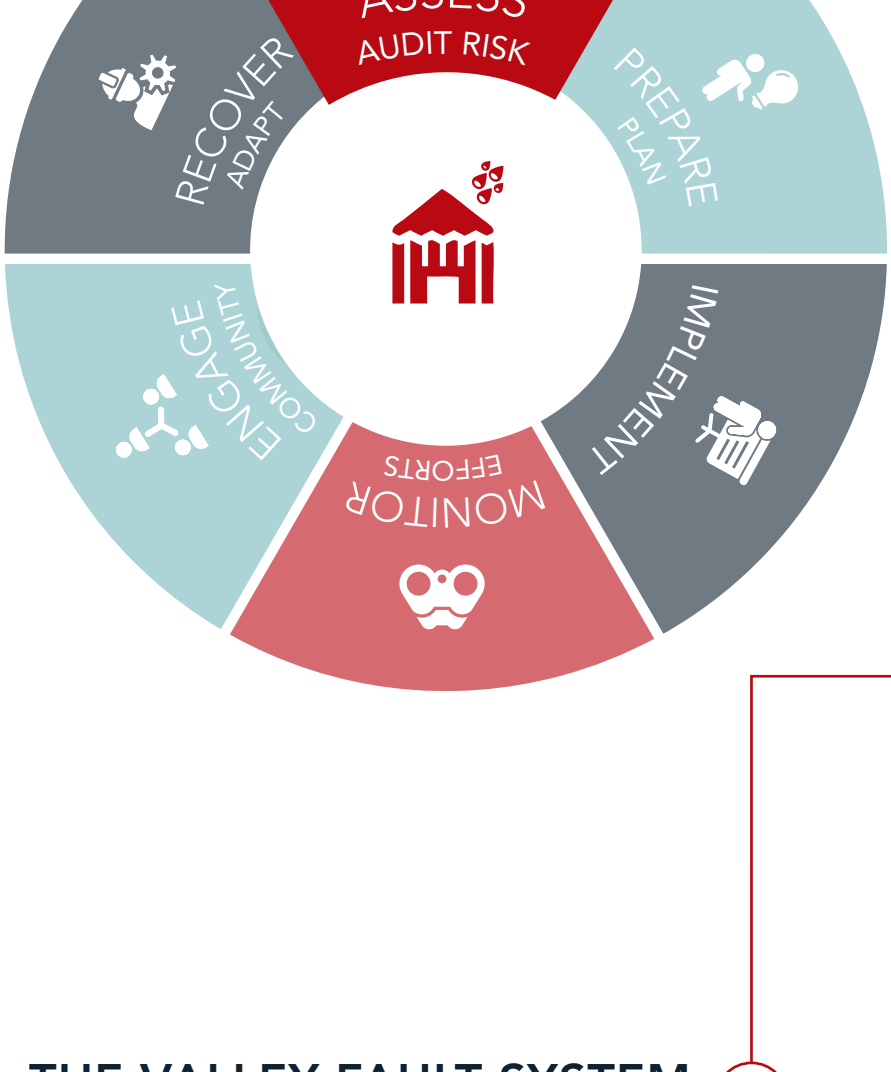 ASSESS
AUDIT RISK
PREPARE
PLAN
IMPLEMENT
MONITOR
EFFORTS
ENGAGE
COMMUNITY
RECOVER
ADAPT
THE VALLEY FAULT SYSTEM